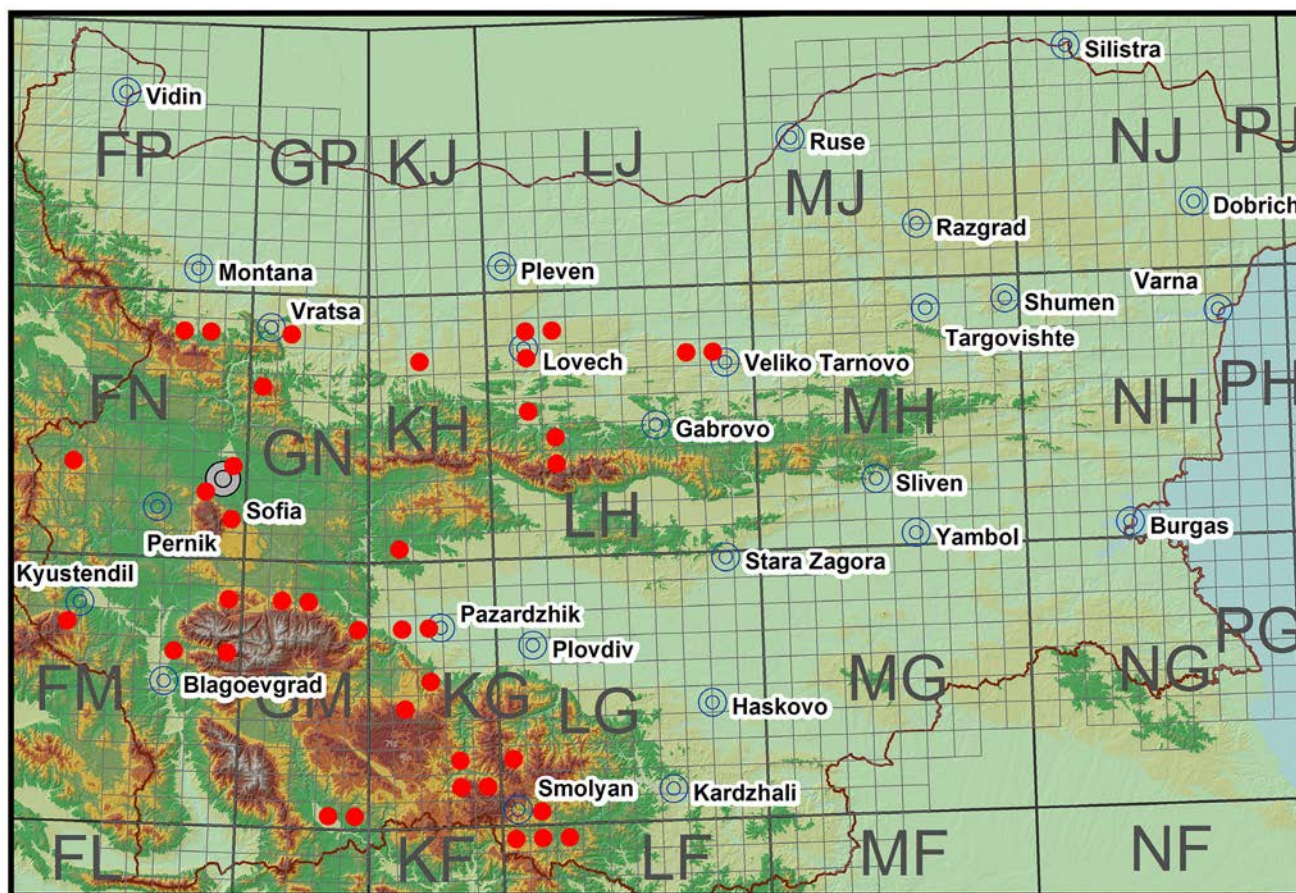 Silistra
Vidin
FP
GP
KJ
LJ
Ruse
MJ
NJ
PJ
Dobrich
Razgrad
Montana
Pleven
Varna
Shumen
Vratsa
Targovishte
Lovech
Veliko Tarnovo
FN
GN
KH
Gabrovo
MH
NH
PH
Sliven
LH
Sofia
Pernik
Yambol
Burgas
Stara Zagora
Kyustendil
Pazardzhik
Plovdiv
PG
FM
Blagoevgrad
GM
KG
LG
Haskovo
MG
NG
Smolyan
Kardzhali
FL
KF
LF
MF
NF